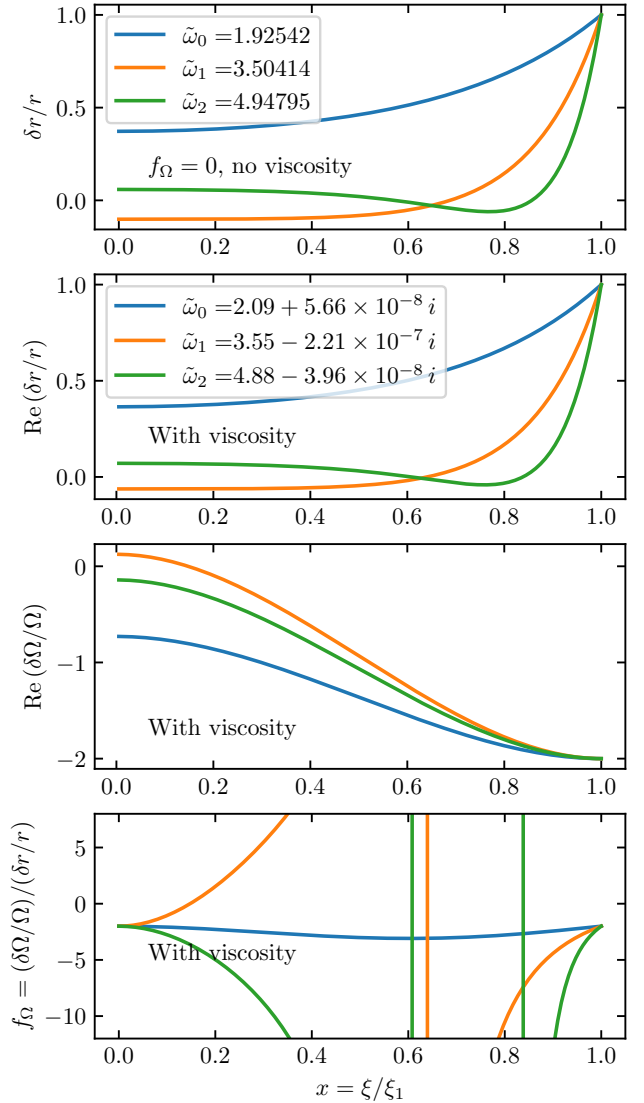 1.0
0.5
0.0
δr/r
ω̃₀ =1.92542
ω̃₁ =3.50414
ω̃₂ =4.94795
f_Ω = 0, no viscosity
0.0 0.2 0.4 0.6 0.8 1.0
1.0
0.5
0.0
Re (δr/r)
ω̃₀ =2.09 + 5.66 × 10⁻⁸ i
ω̃₁ =3.55 − 2.21 × 10⁻⁷ i
ω̃₂ =4.88 − 3.96 × 10⁻⁸ i
With viscosity
0.0 0.2 0.4 0.6 0.8 1.0
0
−1
−2
Re (δΩ/Ω)
With viscosity
0.0 0.2 0.4 0.6 0.8 1.0
5
0
−5
−10
f_Ω = (δΩ/Ω)/(δr/r)
With viscosity
0.0 0.2 0.4 0.6 0.8 1.0
x = ξ/ξ₁